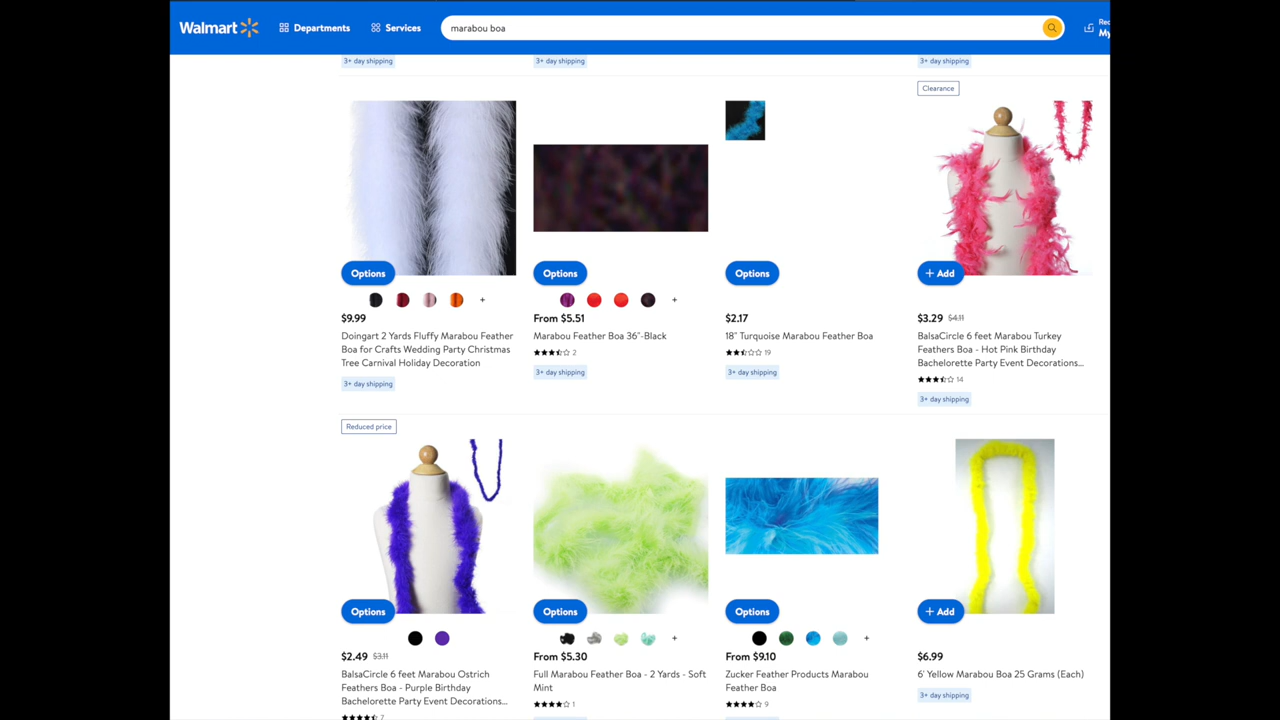 Walmart
Departments
Services
marabou boa
My
3+ day shipping
3+ day shipping
3+ day shipping
Clearance
Options
Options
Options
+ Add
+
+
$9.99
From $5.51
$2.17
$3.29 $4.11
Doingart 2 Yards Fluffy Marabou Feather
Boa for Crafts Wedding Party Christmas
Tree Carnival Holiday Decoration
3+ day shipping
Marabou Feather Boa 36"-Black
2
3+ day shipping
18" Turquoise Marabou Feather Boa
19
3+ day shipping
BalsaCircle 6 feet Marabou Turkey
Feathers Boa - Hot Pink Birthday
Bachelorette Party Event Decorations...
14
3+ day shipping
Reduced price
Options
Options
Options
+ Add
+
+
$2.49 $3.11
From $5.30
From $9.10
$6.99
BalsaCircle 6 feet Marabou Ostrich
Feathers Boa - Purple Birthday
Bachelorette Party Event Decorations...
7
Full Marabou Feather Boa - 2 Yards - Soft
Mint
1
Zucker Feather Products Marabou
Feather Boa
9
6' Yellow Marabou Boa 25 Grams (Each)
3+ day shipping